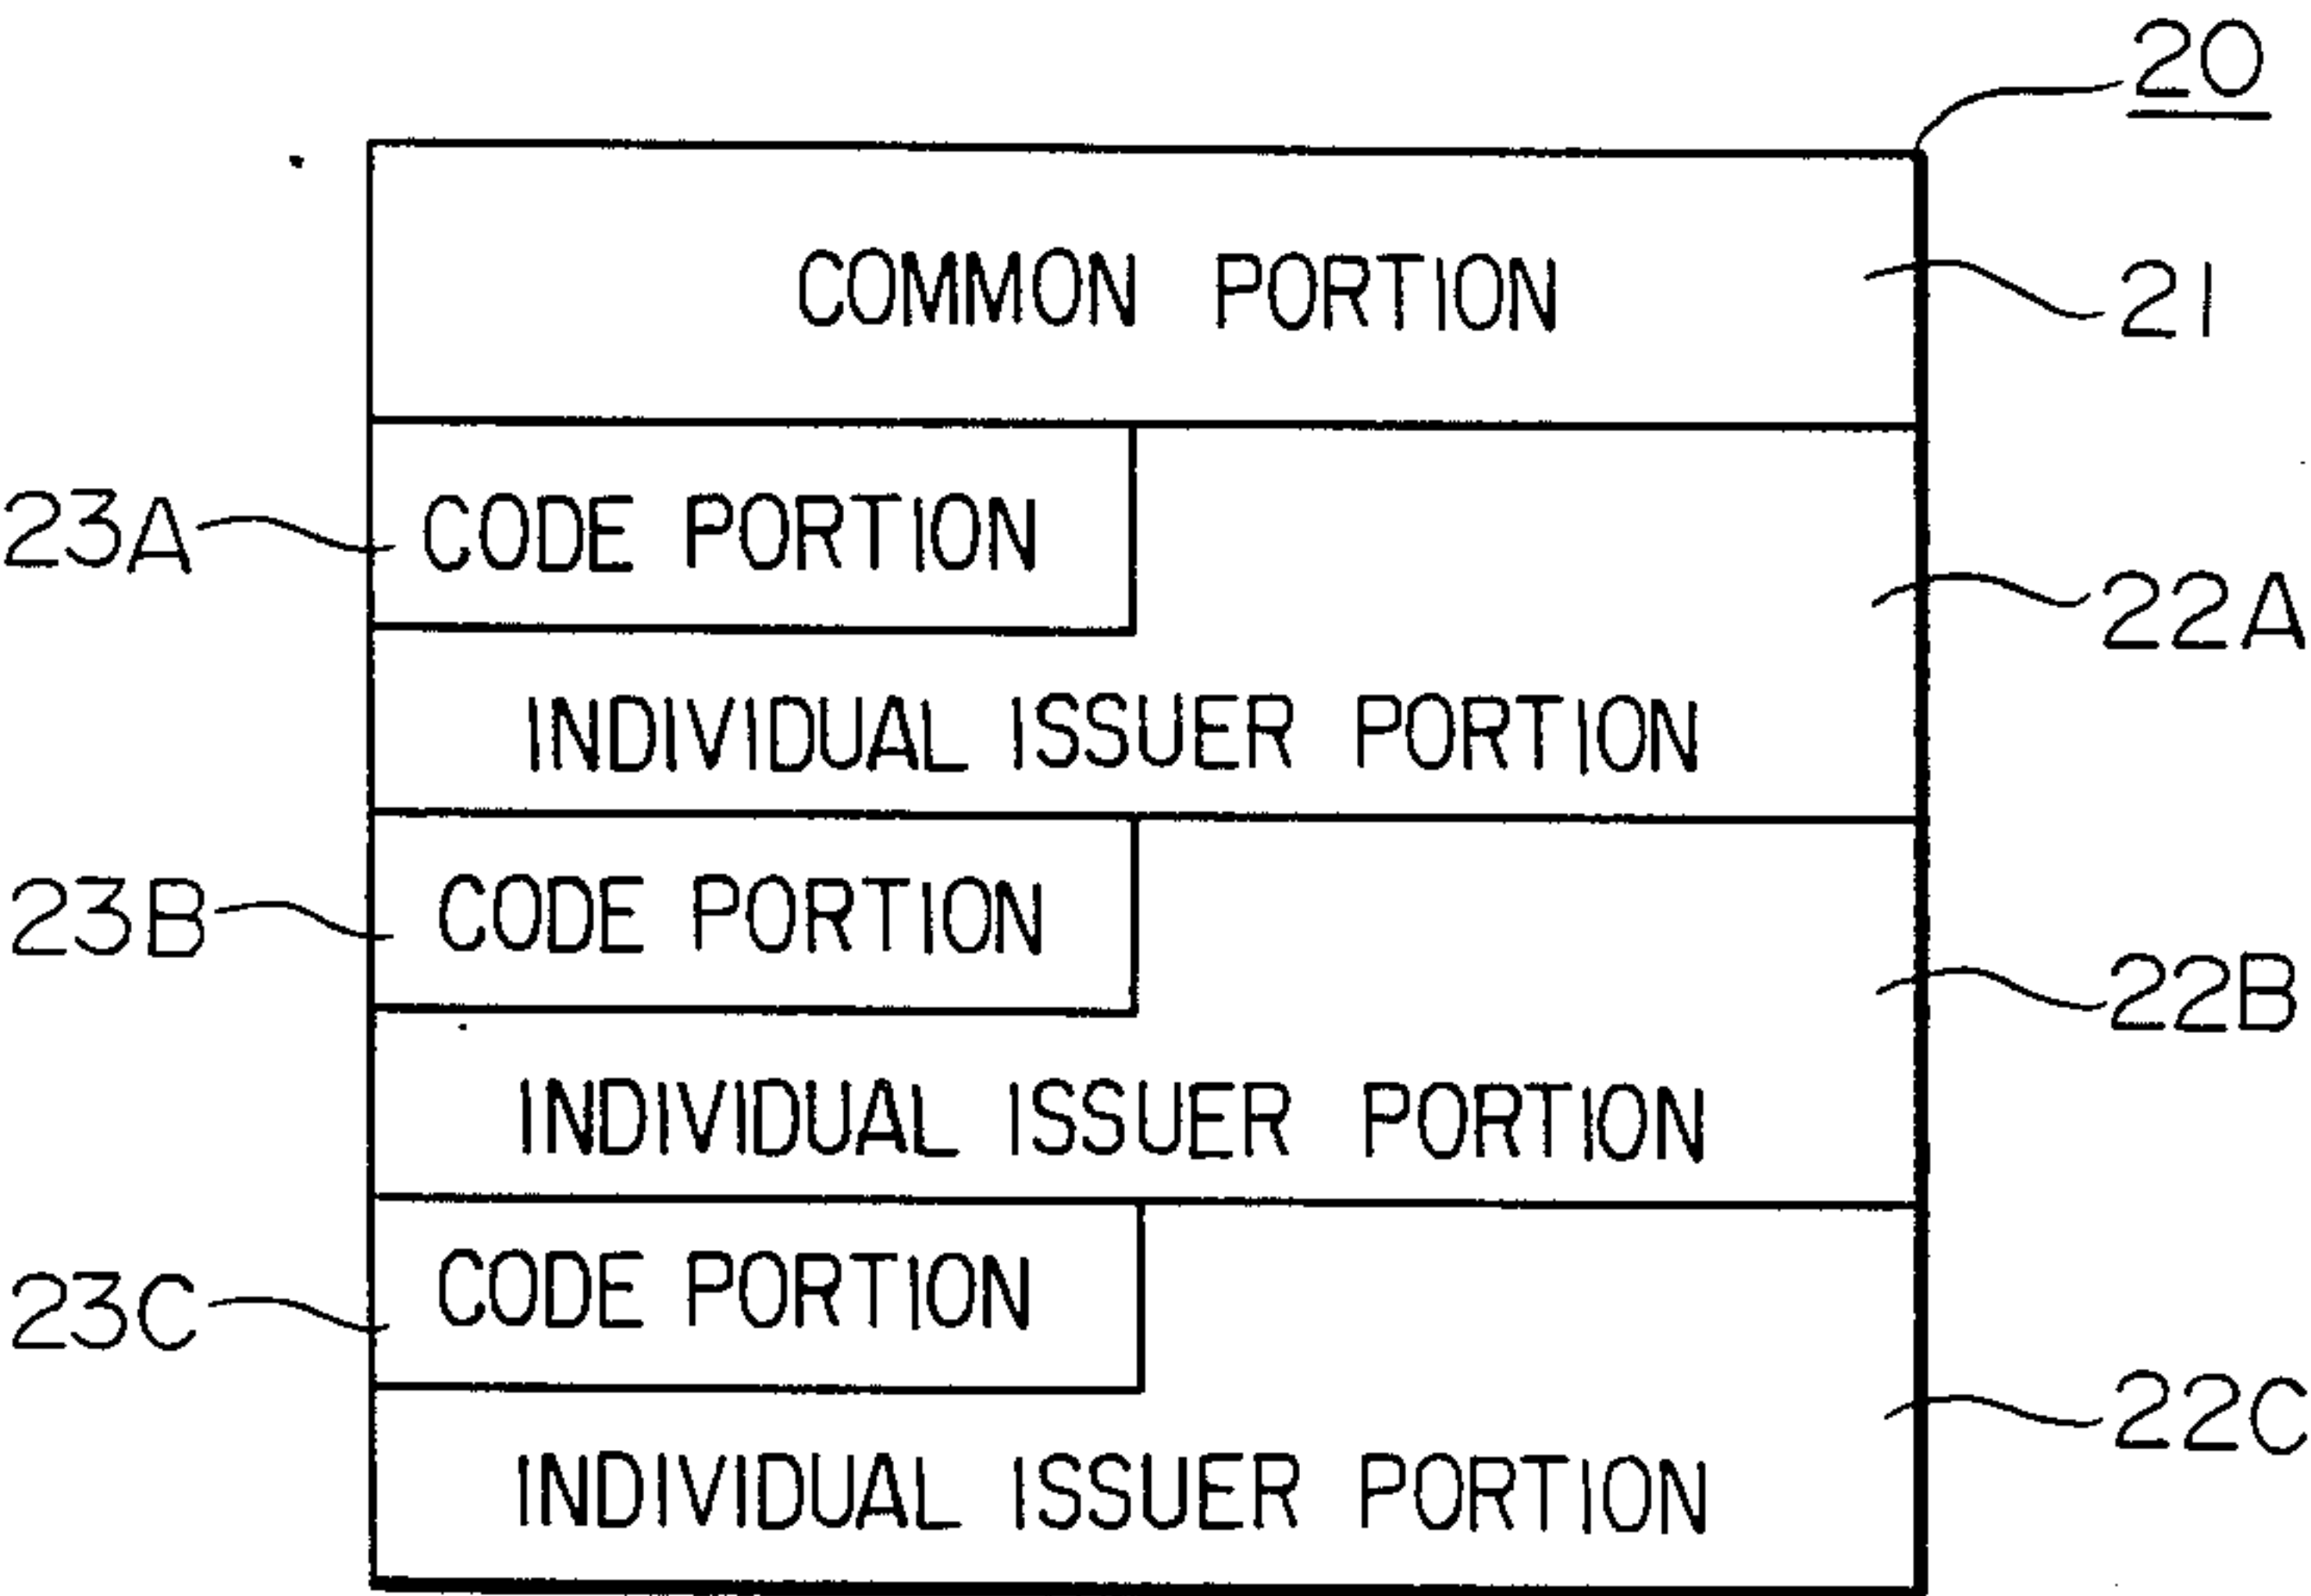 20
COMMON PORTION
21
23A
CODE PORTION
22A
INDIVIDUAL ISSUER PORTION
23B
CODE PORTION
22B
INDIVIDUAL ISSUER PORTION
23C
CODE PORTION
22C
INDIVIDUAL ISSUER PORTION